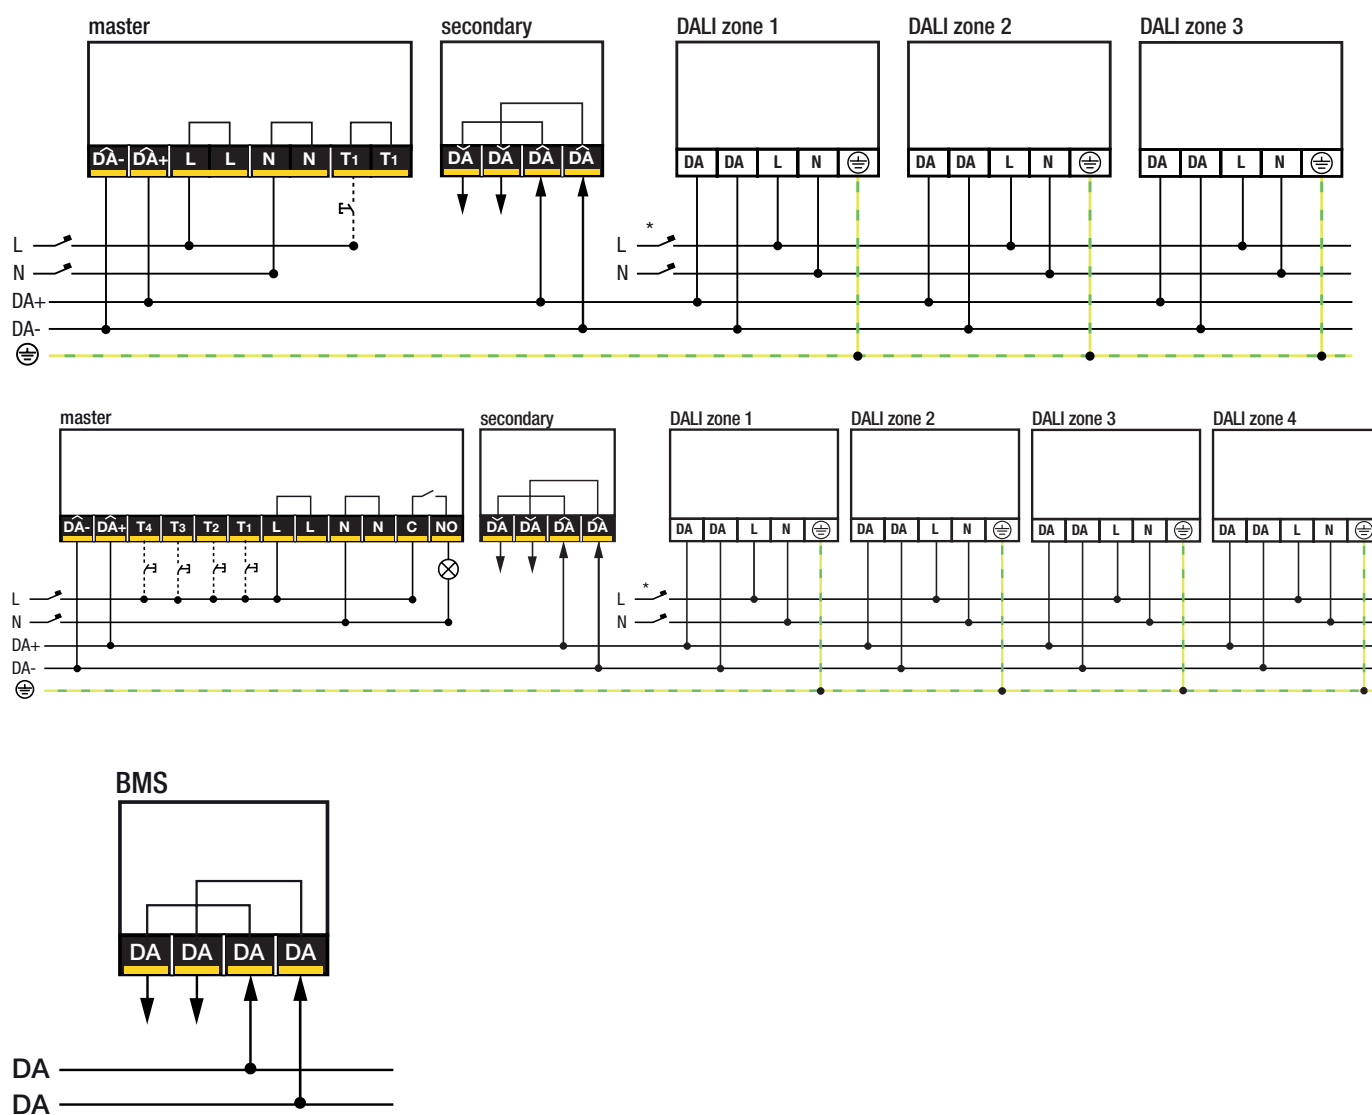 master secondary DALI zone 1 DALI zone 2 DALI zone 3
DA- DA+ L L N N T1 T1 DA DA DA DA DA DA L N DA DA L N DA DA L N
* 
L L
N N
DA+
DA-
master secondary DALI zone 1 DALI zone 2 DALI zone 3 DALI zone 4
DA- DA+ T4 T3 T2 T1 L L N N C NO DA DA DA DA DA DA L N DA DA L N DA DA L N DA DA L N
*
L L
N N
DA+
DA-
BMS
DA DA DA DA
DA
DA